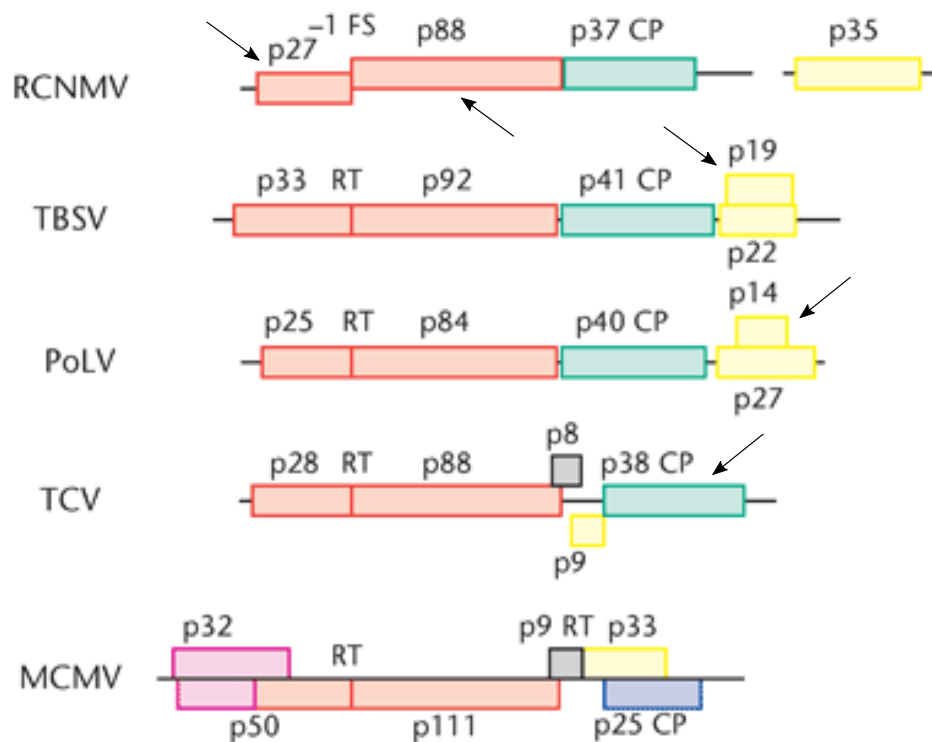 –1 FS
p27 p88 p37 CP p35
RCNMV
p19
p33 RT p92 p41 CP
TBSV
p22
p14
p25 RT p84 p40 CP
PoLV
p27
p8
p28 RT p88 p38 CP
TCV
p9
p32 p9 RT p33
RT
MCMV
p50 p111 p25 CP